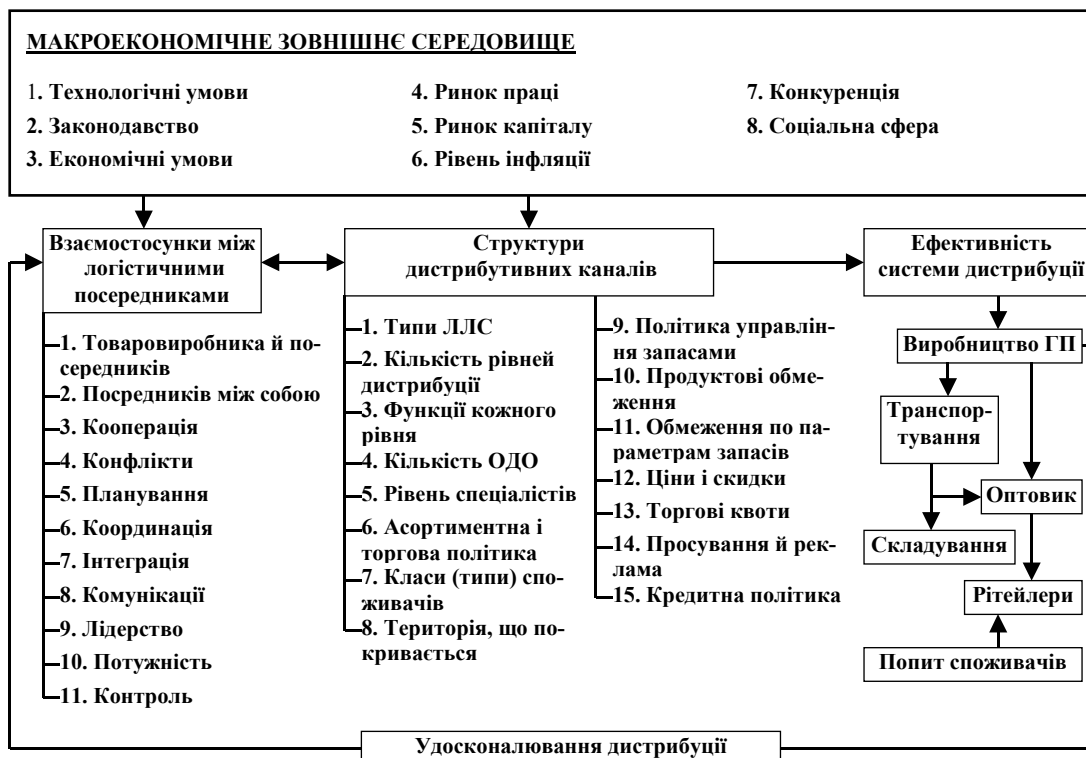 МАКРОЕКОНОМІЧНЕ ЗОВНІШНЄ СЕРЕДОВИЩЕ
1. Технологічні умови
2. Законодавство
3. Економічні умови
4. Ринок праці
5. Ринок капіталу
6. Рівень інфляції
7. Конкуренція
8. Соціальна сфера
Взаємостосунки між
логістичними
посередниками
1. Товаровиробника й по-
середників
2. Посредників між собою
3. Кооперація
4. Конфлікти
5. Планування
6. Координація
7. Інтеграція
8. Комунікації
9. Лідерство
10. Потужність
11. Контроль
Структури
дистрибутивних каналів
1. Типи ЛЛС
2. Кількість рівней
дистрибуції
3. Функції кожного
рівня
4. Кількість ОДО
5. Рівень спеціалістів
6. Асортиментна і
торгова політика
7. Класи (типи) спо-
живачів
8. Територія, що по-
кривається
9. Політика управлін-
ня запасами
10. Продуктові обме-
ження
11. Обмеження по па-
раметрам запасів
12. Ціни і скидки
13. Торгові квоти
14. Просування й рек-
лама
15. Кредитна політика
Ефективність
системи дистрибуції
Виробництво ГП
Транспор-
тування
Оптовик
Складування
Рітейлери
Попит споживачів
Удосконалювання дистрибуції